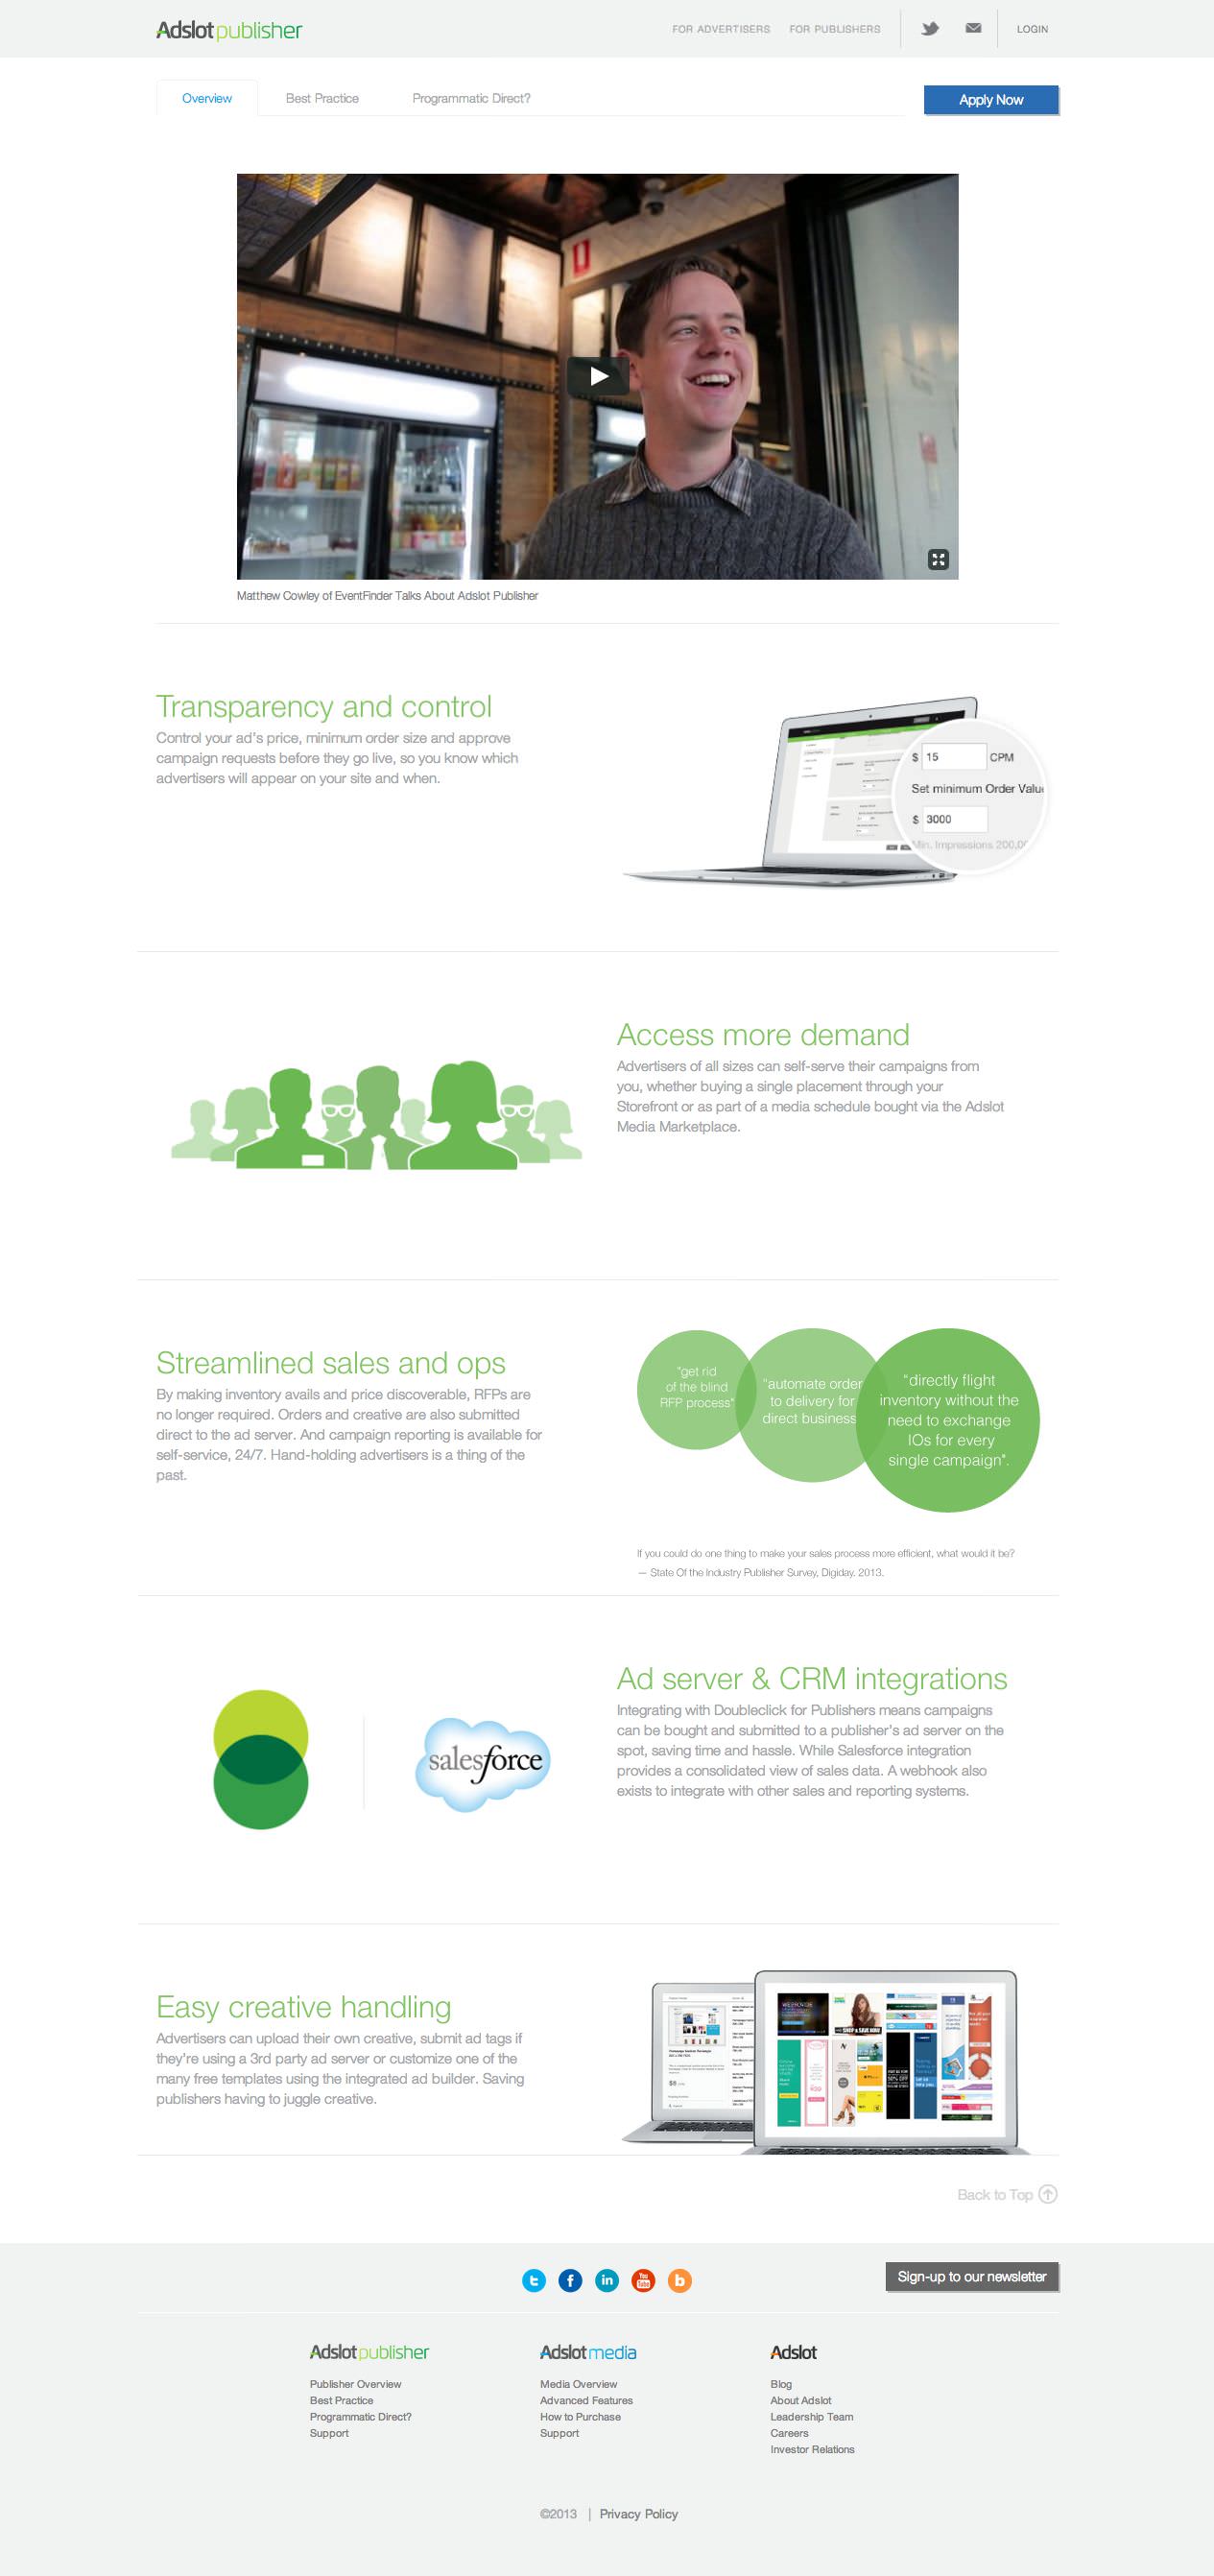 Adslot publisher
FOR ADVERTISERS FOR PUBLISHERS LOGIN
Overview Best Practice Programmatic Direct? Apply Now
Matthew Cowley of EventFinder Talks About Adslot Publisher
Transparency and control
Control your ad's price, minimum order size and approve
campaign requests before they go live, so you know which
advertisers will appear on your site and when.
$ 15 CPM
Set minimum Order Valu
$ 3000
Min. Impressions 200,00
Access more demand
Advertisers of all sizes can self-serve their campaigns from
you, whether buying a single placement through your
Storefront or as part of a media schedule bought via the Adslot
Media Marketplace.
Streamlined sales and ops
By making inventory avails and price discoverable, RFPs are
no longer required. Orders and creative are also submitted
direct to the ad server. And campaign reporting is available for
self-service, 24/7. Hand-holding advertisers is a thing of the
past.
"get rid
of the blind
RFP process"
"automate order
to delivery for
direct business
"directly flight
inventory without the
need to exchange
IOs for every
single campaign".
If you could do one thing to make your sales process more efficient, what would it be?
— State Of the Industry Publisher Survey, Digiday. 2013.
salesforce
Ad server & CRM integrations
Integrating with Doubleclick for Publishers means campaigns
can be bought and submitted to a publisher's ad server on the
spot, saving time and hassle. While Salesforce integration
provides a consolidated view of sales data. A webhook also
exists to integrate with other sales and reporting systems.
Easy creative handling
Advertisers can upload their own creative, submit ad tags if
they're using a 3rd party ad server or customize one of the
many free templates using the integrated ad builder. Saving
publishers having to juggle creative.
SHOP & SAVE NOW
Back to Top
in You Tube
Sign-up to our newsletter
Adslot publisher
Publisher Overview
Best Practice
Programmatic Direct?
Support
Adslot media
Media Overview
Advanced Features
How to Purchase
Support
Adslot
Blog
About Adslot
Leadership Team
Careers
Investor Relations
©2013 | Privacy Policy